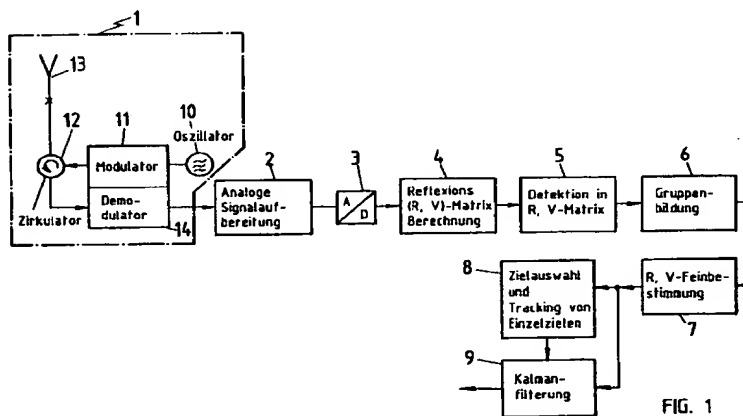 1
13
12
11
10
Oszillator
Modulator
Demo-
dulator
Zirkulator
14
2
Analoge
Signalauf-
bereitung
3
A
D
4
Reflexions
(R, V)-Matrix
Berechnung
5
Detektion in
R, V-Matrix
6
Gruppen-
bildung
8
Zielauswahl
und
Tracking von
Einzelzielen
R, V-Feinbe-
stimmung
7
9
Kalman-
filterung
FIG. 1